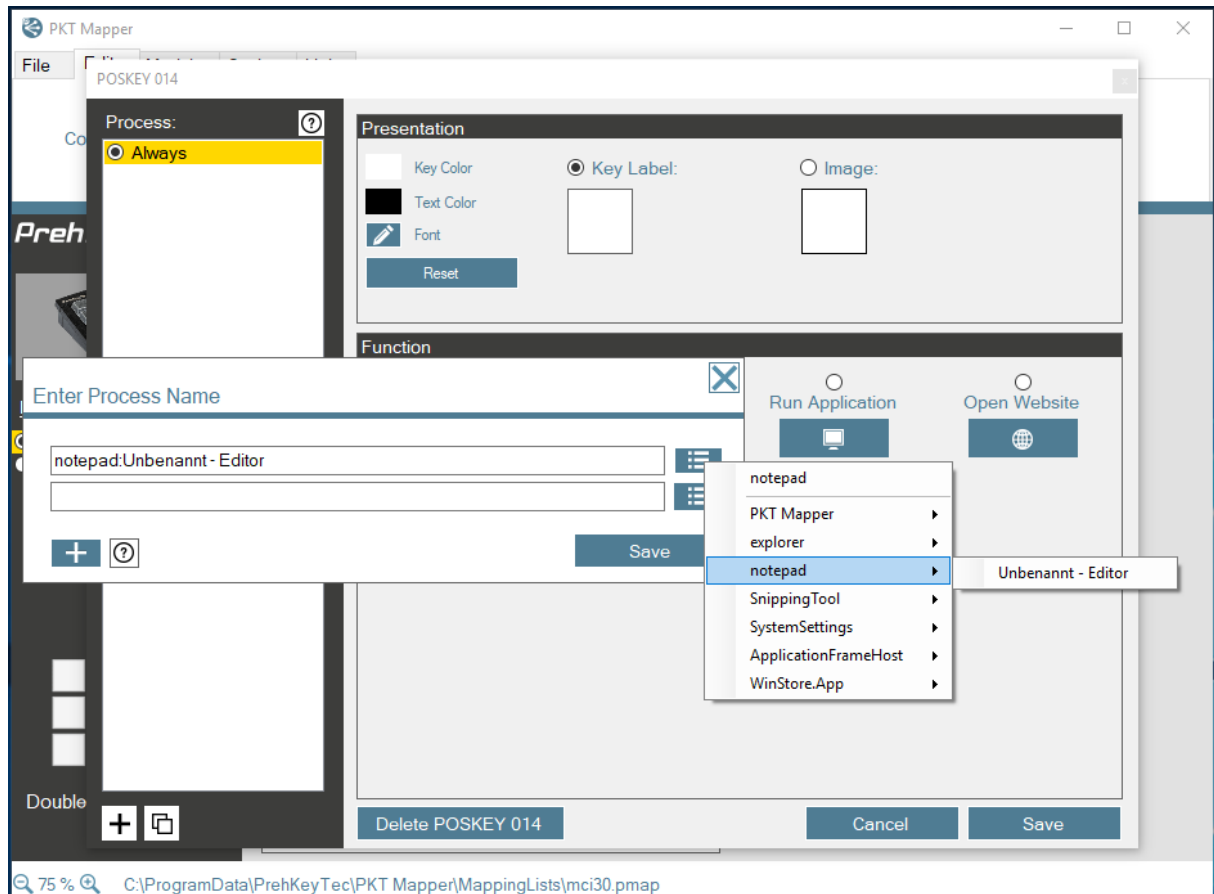 PKT Mapper
File
POSKEY 014
Process:
Always
Presentation
Key Color
Text Color
Font
Reset
Key Label:
Image:
Preh
Function
Enter Process Name
notepad:Unbenannt - Editor
Save
Run Application
Open Website
notepad
PKT Mapper
explorer
notepad
Unbenannt - Editor
SnippingTool
SystemSettings
ApplicationFrameHost
WinStore.App
Double
Delete POSKEY 014
Cancel
Save
75 %
C:\ProgramData\PrehKeyTec\PKT Mapper\MappingLists\mci30.pmap